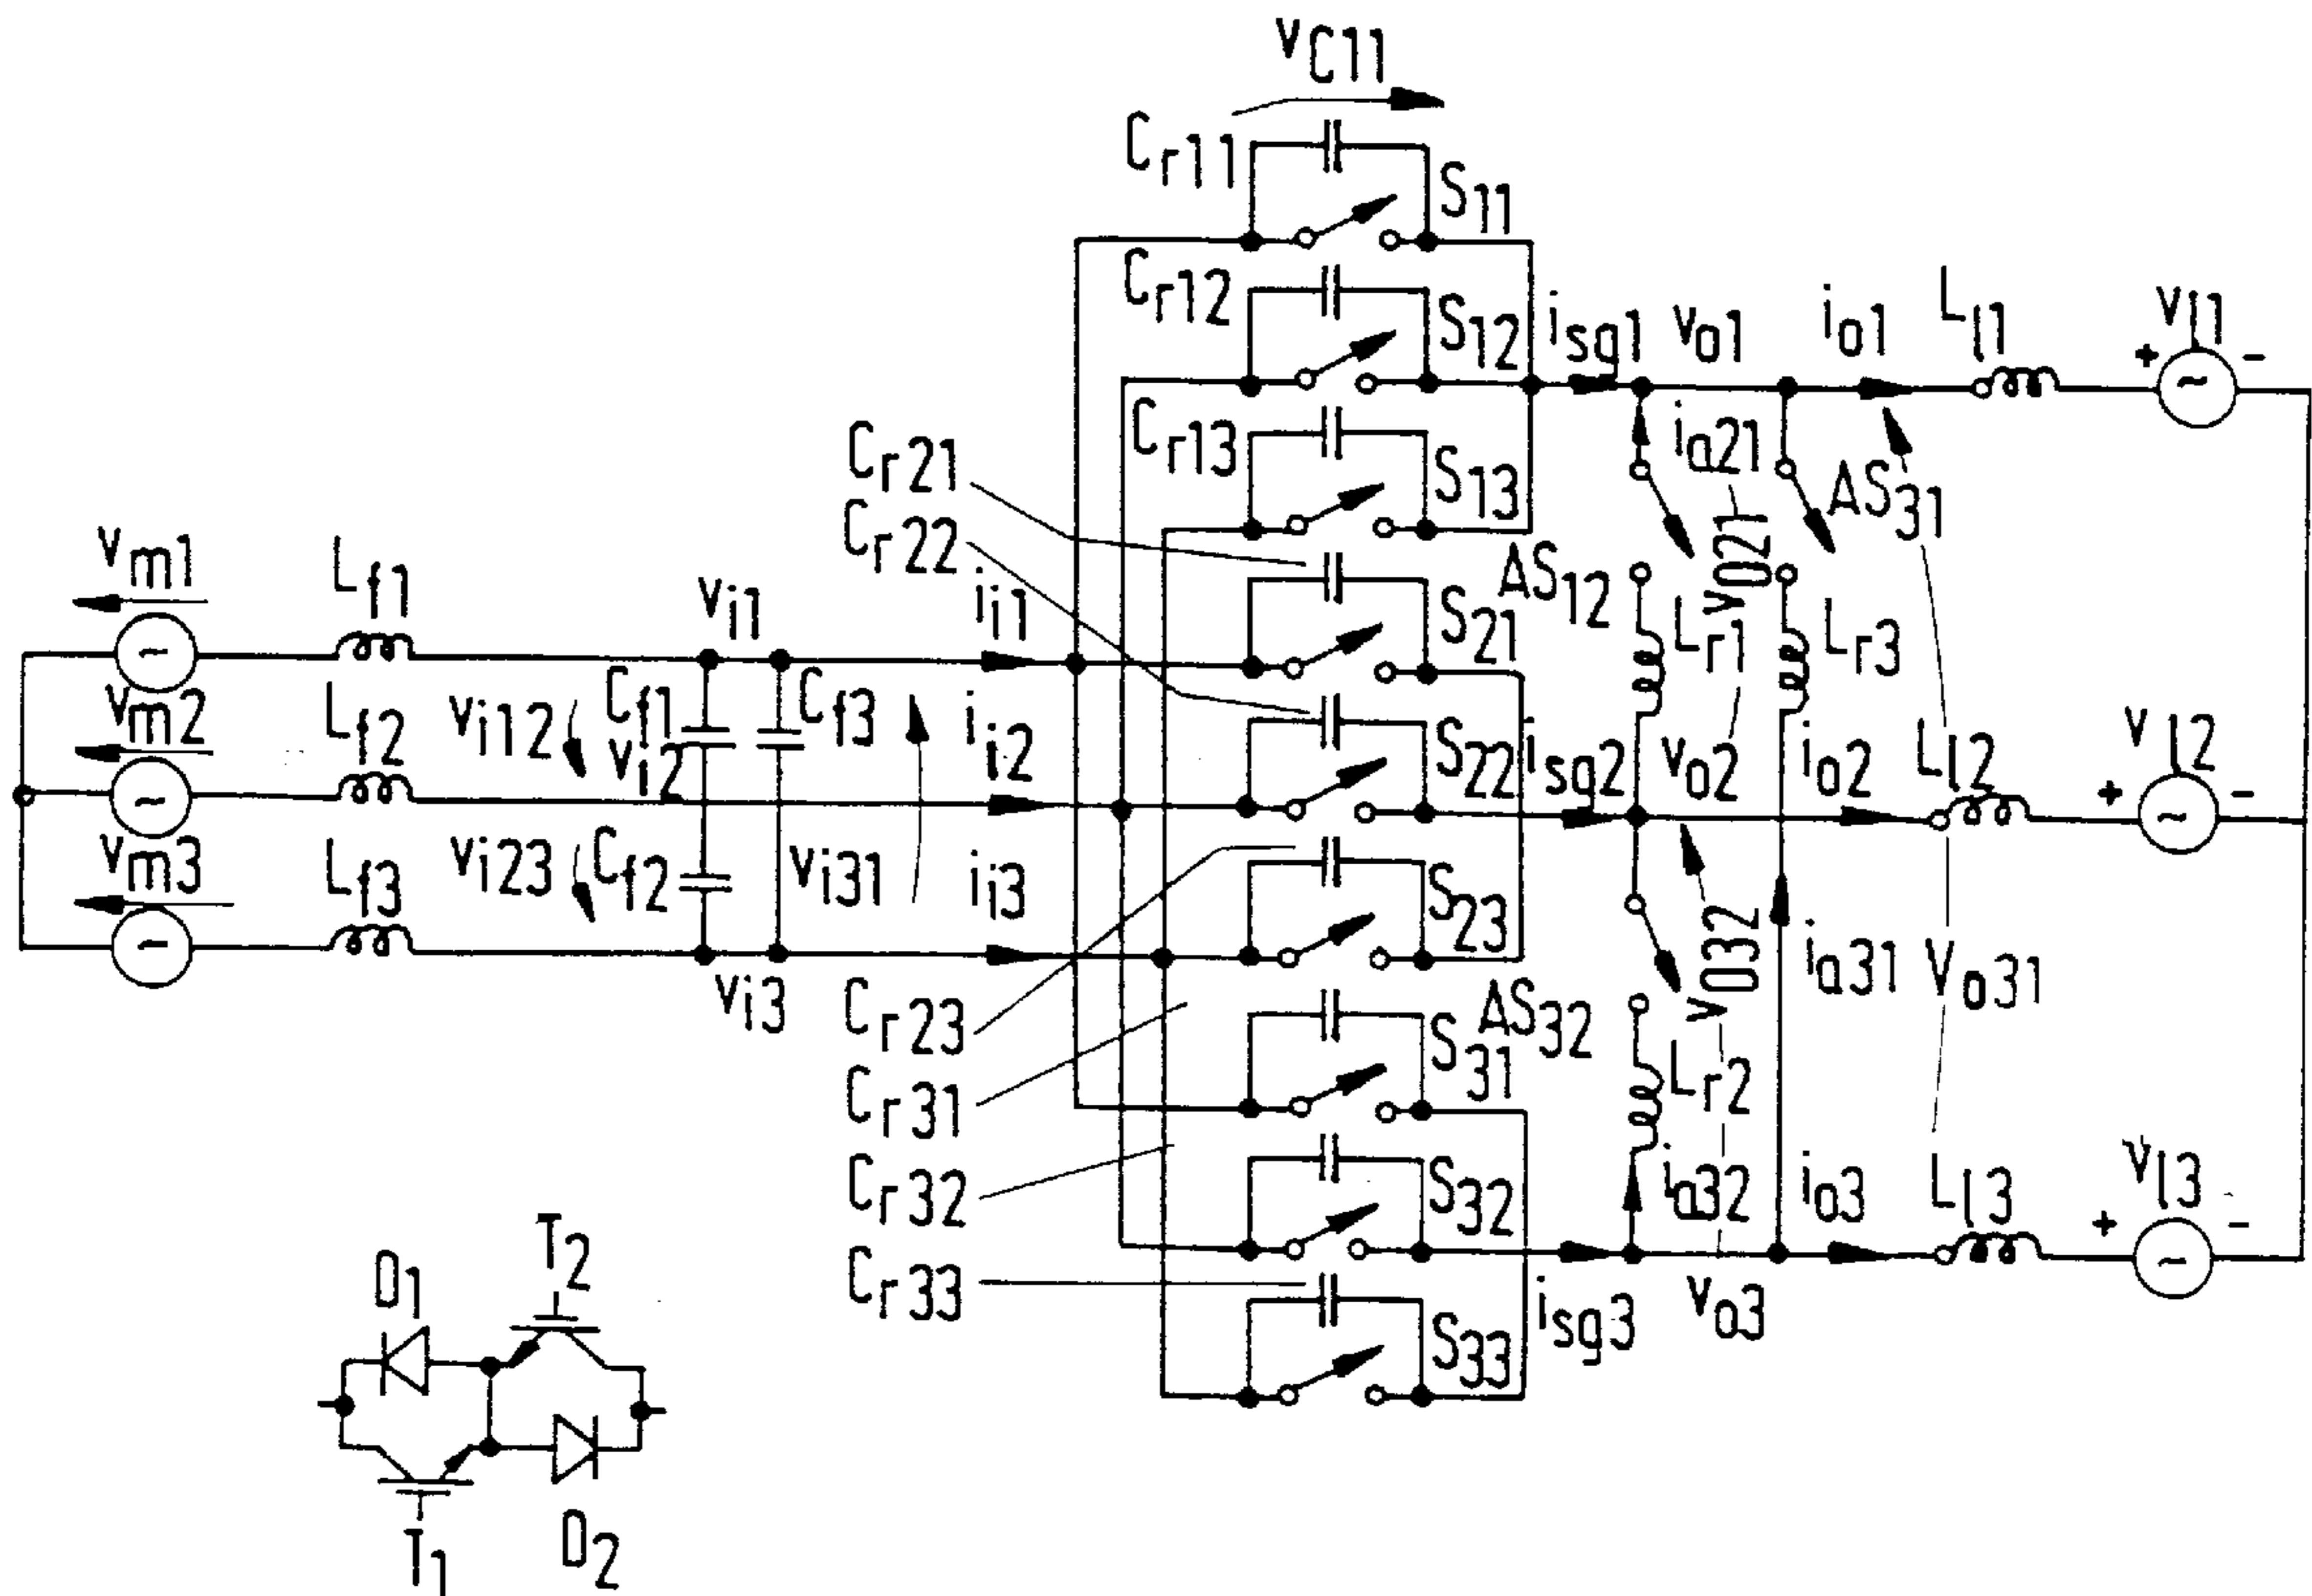 vC11
Cr11
S11
Cr12
S12
isg1
vo1
io1
Ll1
vl1
+
-
Cr13
S13
ia21
AS31
Cr21
Cr22
vO21
AS12
vm1
Lf1
vi1
ii1
S21
Lr1
Lr3
vm2
Lf2
vi12
Cf1
vi2
Cf3
ii2
S22
isg2
vo2
io2
Ll2
vl2
+
-
vm3
Lf3
vi23
Cf2
vi31
ii3
S23
vO32
ia31
Vo31
vi3
Cr23
AS32
S31
Cr31
Lr2
Cr32
S32
ia32
io3
Ll3
vl3
+
-
Cr33
S33
isg3
vo3
D1
T2
T1
D2